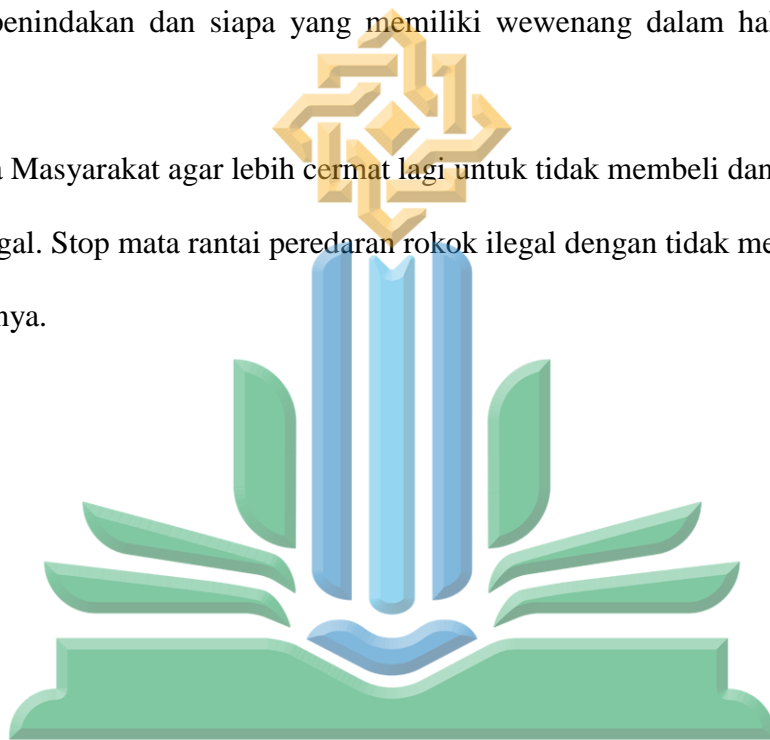 penindakan dan siapa yang memiliki wewenang dalam hal
Masyarakat agar lebih cermat lagi untuk tidak membeli dan
gal. Stop mata rantai peredaran rokok ilegal dengan tidak me
nya.